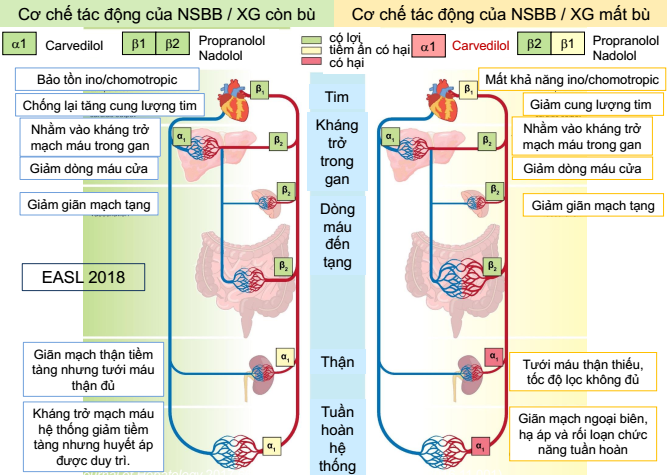 Cơ chế tác động của NSBB / XG còn bù
Cơ chế tác động của NSBB / XG mất bù
α1
Carvedilol
β1
β2
Propranolol
Nadolol
có lợi
tiềm ẩn có hại
có hại
α1
Carvedilol
β2
β1
Propranolol
Nadolol
Bảo tồn ino/chomotropic
Chống lại tăng cung lượng tim
Nhằm vào kháng trở
mạch máu trong gan
Giảm dòng máu cửa
Giảm giãn mạch tạng
EASL 2018
Giãn mạch thận tiềm
tàng nhưng tưới máu
thận đủ
Kháng trở mạch máu
hệ thống giảm tiềm
tàng nhưng huyết áp
được duy trì.
β1
α1
β2
β2
β2
α1
α1
Tim
Kháng
trở
trong
gan
Dòng
máu
đến
tạng
Thận
Tuần
hoàn
hệ
thống
β1
α1
β2
β2
β2
α1
α1
Mất khả năng ino/chomotropic
Giảm cung lượng tim
Nhằm vào kháng trở
mạch máu trong gan
Giảm dòng máu cửa
Giảm giãn mạch tạng
Tưới máu thận thiếu,
tốc độ lọc không đủ
Giãn mạch ngoại biên,
hạ áp và rối loạn chức
năng tuần hoàn